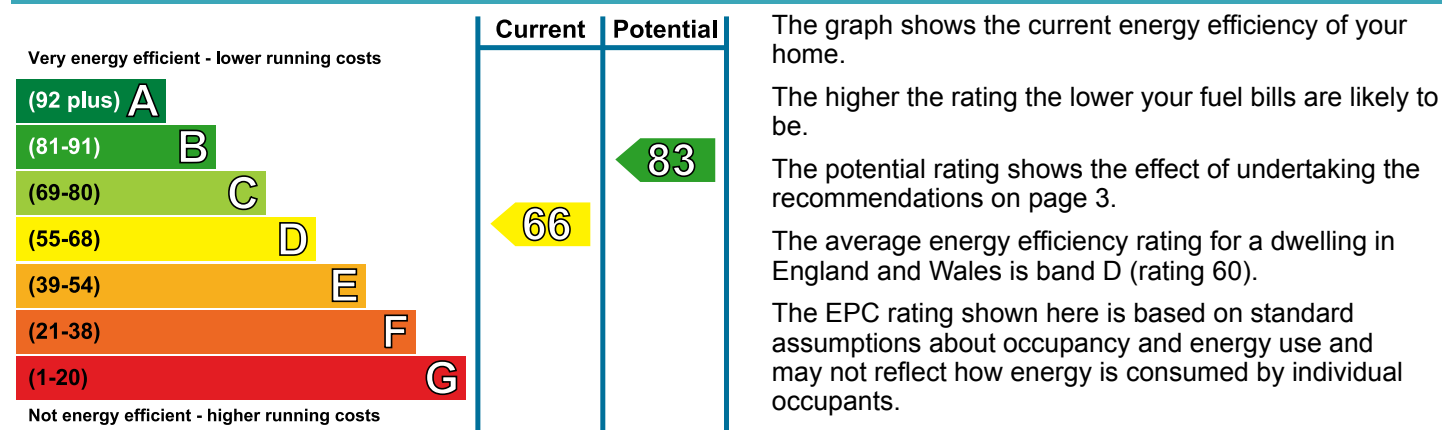 Current Potential
Very energy efficient - lower running costs
(92 plus) A
(81-91) B
83
(69-80) C
(55-68) D
66
(39-54) E
(21-38) F
(1-20) G
Not energy efficient - higher running costs
The graph shows the current energy efficiency of your
home.
The higher the rating the lower your fuel bills are likely to
be.
The potential rating shows the effect of undertaking the
recommendations on page 3.
The average energy efficiency rating for a dwelling in
England and Wales is band D (rating 60).
The EPC rating shown here is based on standard
assumptions about occupancy and energy use and
may not reflect how energy is consumed by individual
occupants.